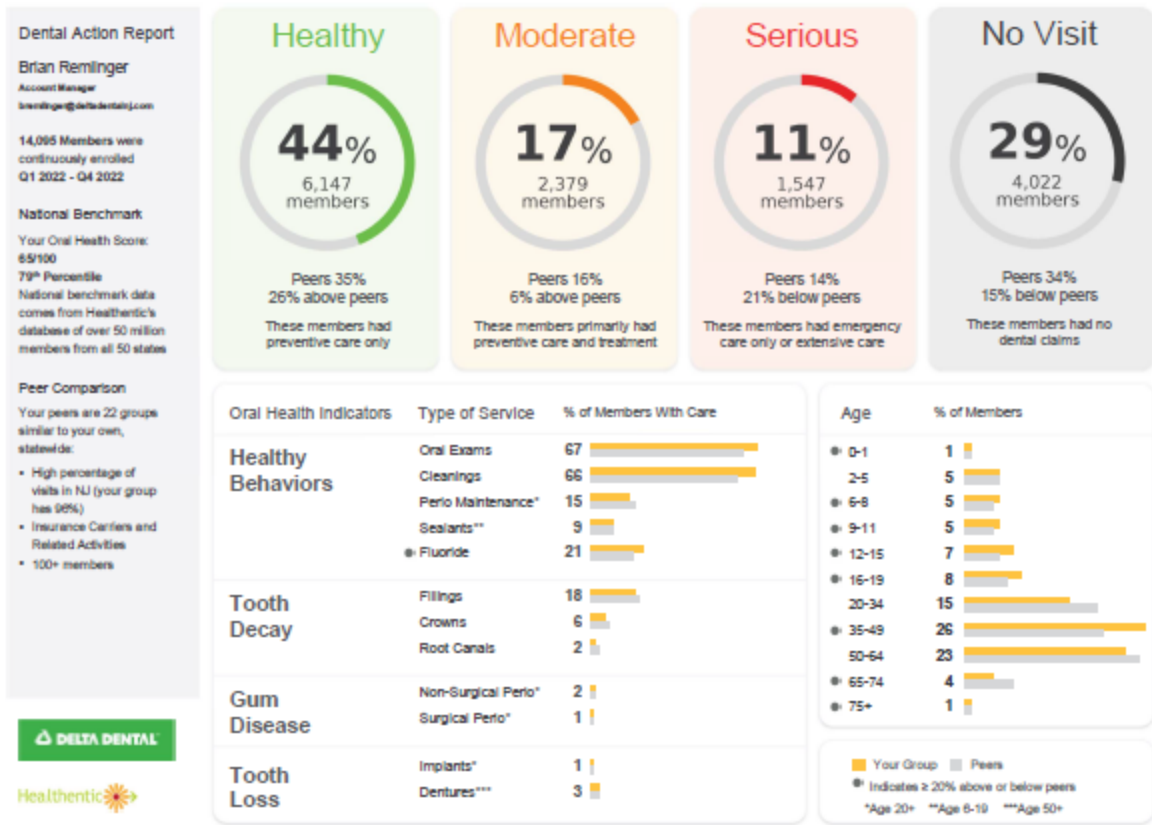 Dental Action Report
Brian Remlinger
Account Manager
bremlinger@deltadentalnj.com
14,095 Members were
continuously enrolled
Q1 2022 - Q4 2022
National Benchmark
Your Oral Health Score:
65/100
79th Percentile
National benchmark data
comes from Healthentic's
database of over 50 million
members from all 50 states
Peer Comparison
Your peers are 22 groups
similar to your own,
statewide:
• High percentage of
visits in NJ (your group
has 96%)
• Insurance Carriers and
Related Activities
• 100+ members
DELTA DENTAL
Healthentic
Healthy
44%
6,147
members
Peers 35%
26% above peers
These members had
preventive care only
Moderate
17%
2,379
members
Peers 16%
6% above peers
These members primarily had
preventive care and treatment
Serious
11%
1,547
members
Peers 14%
21% below peers
These members had emergency
care only or extensive care
No Visit
29%
4,022
members
Peers 34%
15% below peers
These members had no
dental claims
Oral Health Indicators Type of Service % of Members With Care
Healthy
Behaviors
Oral Exams 67
Cleanings 66
Perio Maintenance* 15
Sealants** 9
Fluoride 21
Tooth
Decay
Fillings 18
Crowns 6
Root Canals 2
Gum
Disease
Non-Surgical Perio* 2
Surgical Perio* 1
Tooth
Loss
Implants* 1
Dentures*** 3
Age % of Members
0-1 1
2-5 5
6-8 5
9-11 5
12-15 7
16-19 8
20-34 15
35-49 26
50-64 23
65-74 4
75+ 1
Your Group Peers
Indicates ≥ 20% above or below peers
*Age 20+ **Age 6-19 ***Age 50+